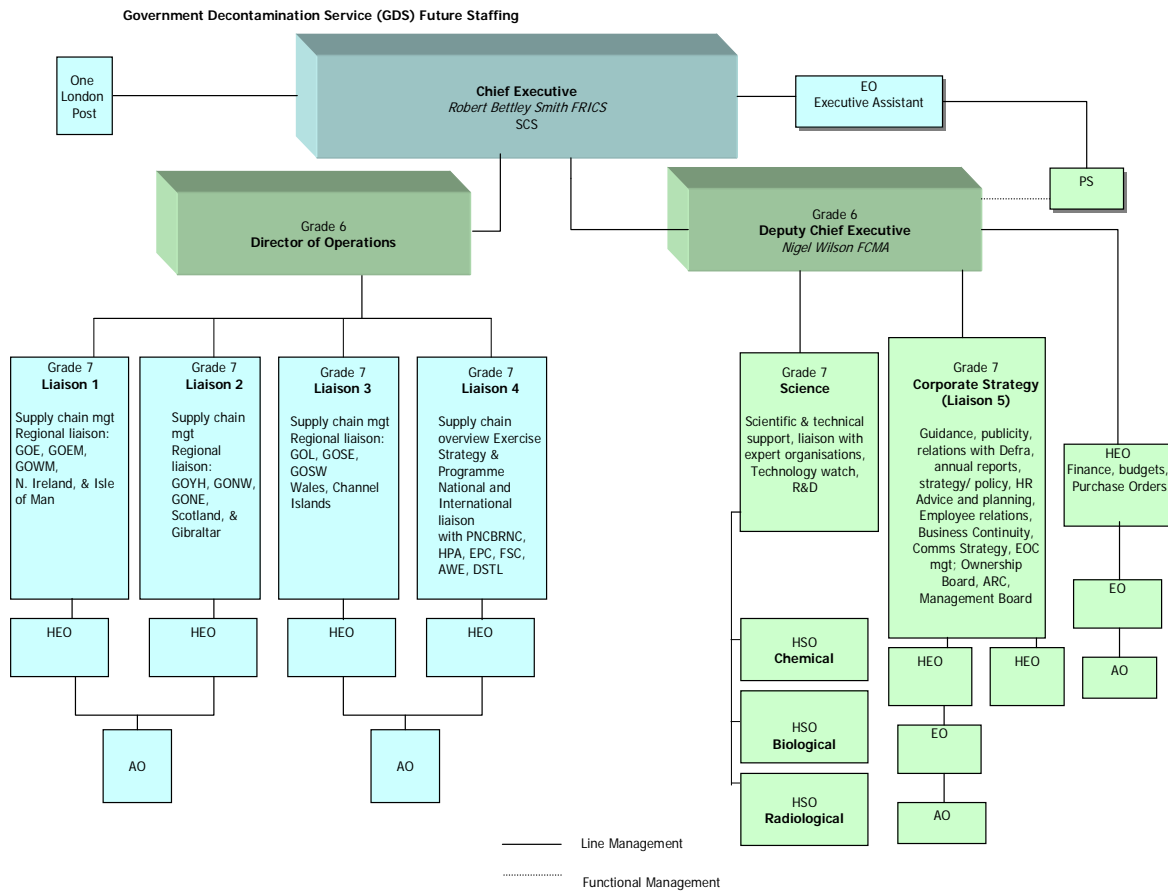 Government Decontamination Service (GDS) Future Staffing
One
London
Post
Chief Executive
Robert Bettley Smith FRICS
SCS
EO
Executive Assistant
PS
Grade 6
Director of Operations
Grade 6
Deputy Chief Executive
Nigel Wilson FCMA
Grade 7
Liaison 1
Supply chain mgt
Regional liaison:
GOE, GOEM,
GOWM,
N. Ireland, & Isle
of Man
Grade 7
Liaison 2
Supply chain
mgt
Regional
liaison:
GOYH, GONW,
GONE,
Scotland, &
Gibraltar
Grade 7
Liaison 3
Supply chain mgt
Regional liaison:
GOL, GOSE,
GOSW
Wales, Channel
Islands
Grade 7
Liaison 4
Supply chain
overview Exercise
Strategy &
Programme
National and
International
liaison
with PNCBRNC,
HPA, EPC, FSC,
AWE, DSTL
Grade 7
Science
Scientific & technical
support, liaison with
expert organisations,
Technology watch,
R&D
Grade 7
Corporate Strategy
(Liaison 5)
Guidance, publicity,
relations with Defra,
annual reports,
strategy/ policy, HR
Advice and planning,
Employee relations,
Business Continuity,
Comms Strategy, EOC
mgt; Ownership
Board, ARC,
Management Board
HEO
Finance, budgets,
Purchase Orders
HEO
HEO
HEO
HEO
AO
AO
HSO
Chemical
HSO
Biological
HSO
Radiological
HEO
HEO
EO
AO
EO
AO
Line Management
Functional Management